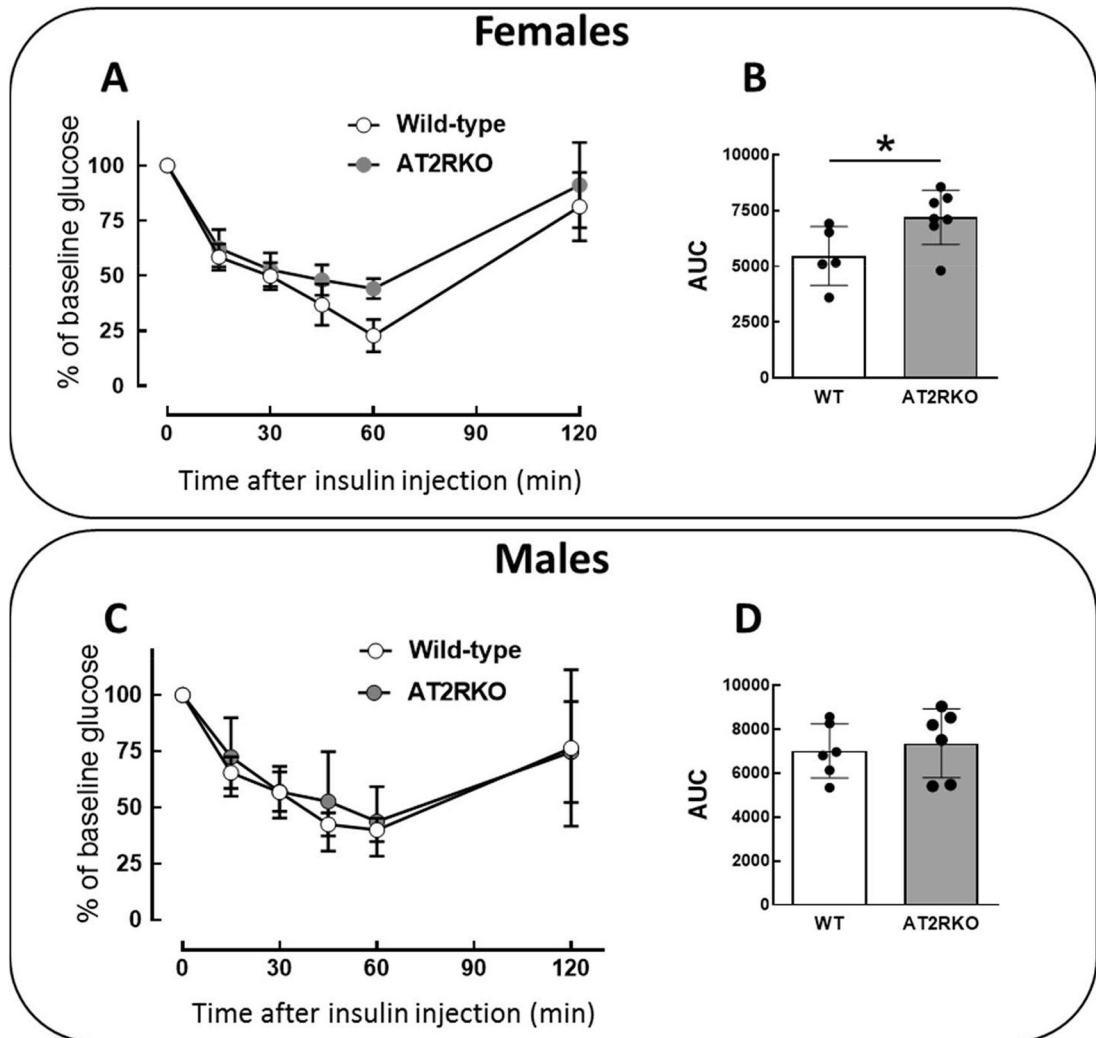 Females
A
B
Wild-type
AT2RKO
% of baseline glucose
100
75
50
25
0
0 30 60 90 120
Time after insulin injection (min)
*
AUC
10000
7500
5000
2500
0
WT AT2RKO
Males
C
D
Wild-type
AT2RKO
% of baseline glucose
100
75
50
25
0
0 30 60 90 120
Time after insulin injection (min)
AUC
10000
8000
6000
4000
2000
0
WT AT2RKO